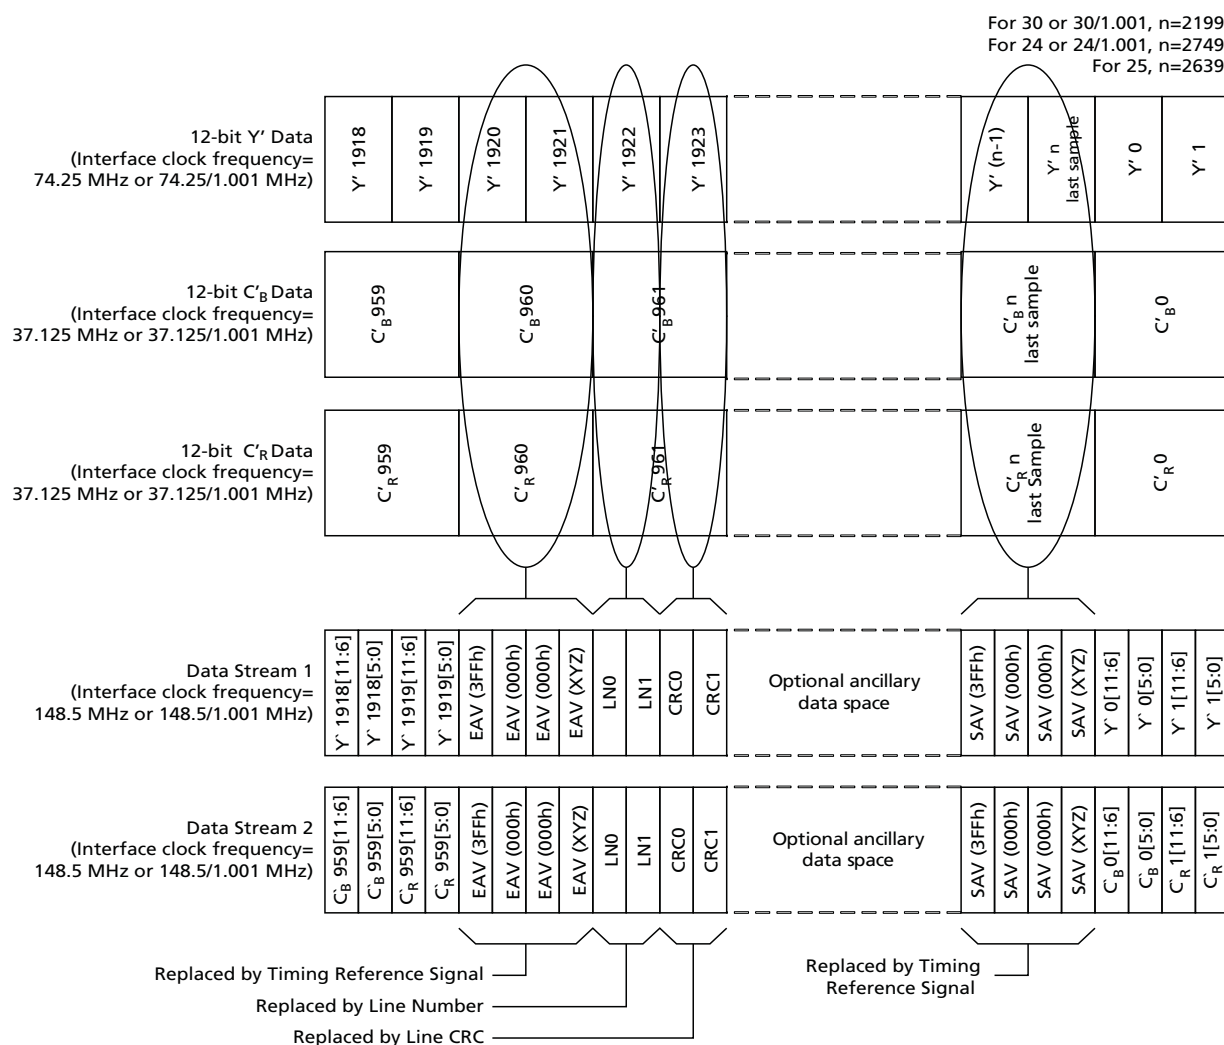 For 30 or 30/1.001, n=2199
For 24 or 24/1.001, n=2749
For 25, n=2639
12-bit Y' Data
(Interface clock frequency=
74.25 MHz or 74.25/1.001 MHz)
Y' 1918
Y' 1919
Y' 1920
Y' 1921
Y' 1922
Y' 1923
Y' (n-1)
Y' n
last sample
Y' 0
Y' 1
12-bit C'B Data
(Interface clock frequency=
37.125 MHz or 37.125/1.001 MHz)
C'B 959
C'B 960
C'B 961
C'B n
last sample
C'B 0
12-bit C'R Data
(Interface clock frequency=
37.125 MHz or 37.125/1.001 MHz)
C'R 959
C'R 960
C'R 961
C'R n
last Sample
C'R 0
Data Stream 1
(Interface clock frequency=
148.5 MHz or 148.5/1.001 MHz)
Y` 1918[11:6]
Y` 1918[5:0]
Y` 1919[11:6]
Y` 1919[5:0]
EAV (3FFh)
EAV (000h)
EAV (000h)
EAV (XYZ)
LN0
LN1
CRC0
CRC1
Optional ancillary
data space
SAV (3FFh)
SAV (000h)
SAV (000h)
SAV (XYZ)
Y` 0[11:6]
Y` 0[5:0]
Y` 1[11:6]
Y` 1[5:0]
Data Stream 2
(Interface clock frequency=
148.5 MHz or 148.5/1.001 MHz)
C`B 959[11:6]
C`B 959[5:0]
C`R 959[11:6]
C`R 959[5:0]
EAV (3FFh)
EAV (000h)
EAV (000h)
EAV (XYZ)
LN0
LN1
CRC0
CRC1
Optional ancillary
data space
SAV (3FFh)
SAV (000h)
SAV (000h)
SAV (XYZ)
C`B 0[11:6]
C`B 0[5:0]
C`R 1[11:6]
C`R 1[5:0]
Replaced by Timing Reference Signal
Replaced by Line Number
Replaced by Line CRC
Replaced by Timing
Reference Signal